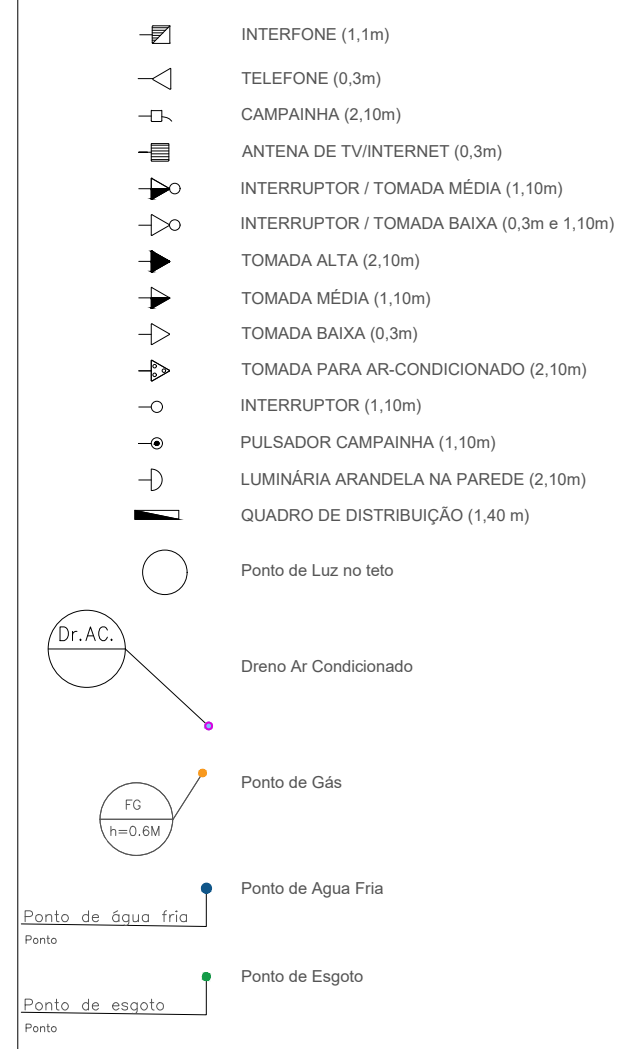 INTERFONE (1,1m)
TELEFONE (0,3m)
CAMPAINHA (2,10m)
ANTENA DE TV/INTERNET (0,3m)
INTERRUPTOR / TOMADA MÉDIA (1,10m)
INTERRUPTOR / TOMADA BAIXA (0,3m e 1,10m)
TOMADA ALTA (2,10m)
TOMADA MÉDIA (1,10m)
TOMADA BAIXA (0,3m)
TOMADA PARA AR-CONDICIONADO (2,10m)
INTERRUPTOR (1,10m)
PULSADOR CAMPAINHA (1,10m)
LUMINÁRIA ARANDELA NA PAREDE (2,10m)
QUADRO DE DISTRIBUIÇÃO (1,40 m)
Ponto de Luz no teto
Dr.AC.
Dreno Ar Condicionado
Ponto de Gás
FG
h=0.6M
Ponto de Agua Fria
Ponto de água fria
Ponto
Ponto de Esgoto
Ponto de esgoto
Ponto